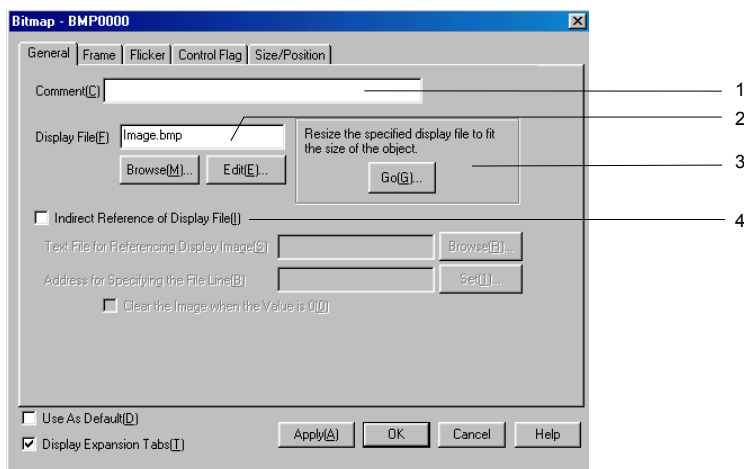 Bitmap - BMP0000
General Frame Flicker Control Flag Size/Position
Comment(C) 1
Display File(F) Image.bmp 2
Resize the specified display file to fit
the size of the object. 3
Browse(M)... Edit(E)... Go(G)...
Indirect Reference of Display File(I) 4
Text File for Referencing Display Image(S) Browse(R)...
Address for Specifying the File Line(B) Set(1)...
Clear the Image when the Value is 0(0)
Use As Default(D)
Display Expansion Tabs(T)
Apply(A) OK Cancel Help